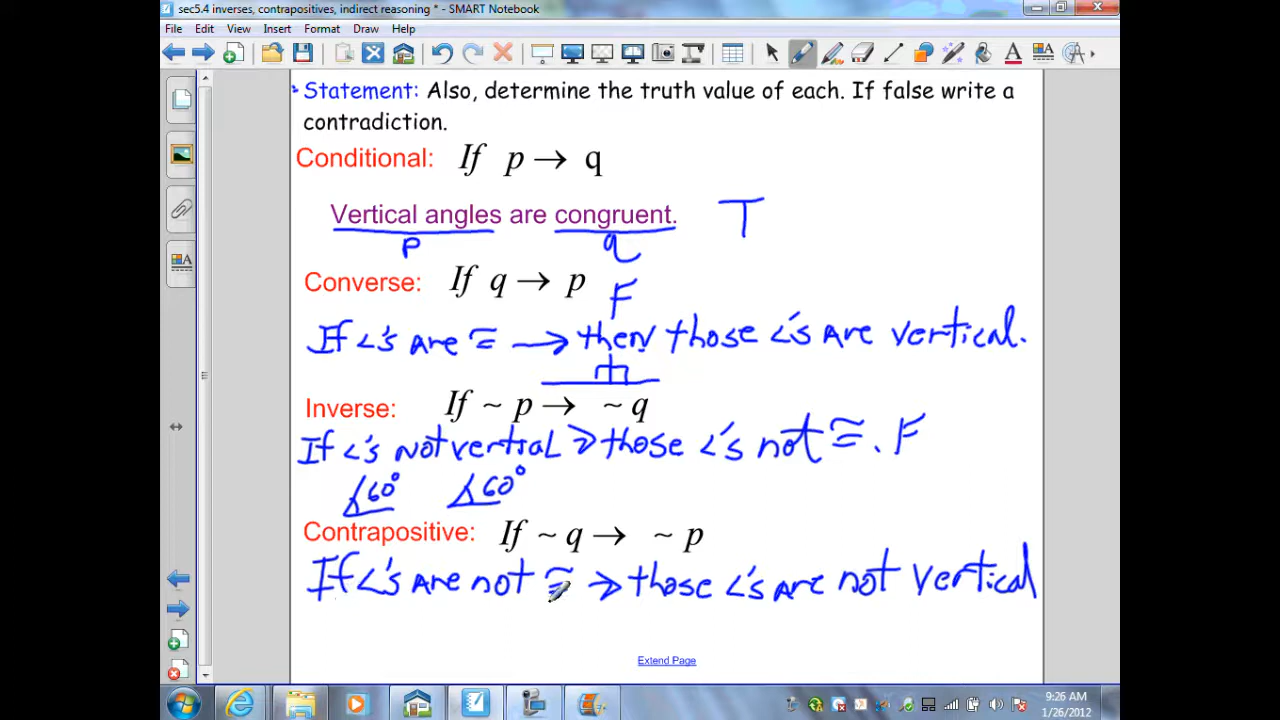 sec5.4 inverses, contrapositives, indirect reasoning * - SMART Notebook
File Edit View Insert Format Draw Help
Statement: Also, determine the truth value of each. If false write a
contradiction.
Conditional: If p → q
Vertical angles are congruent. T
p q
Converse: If q → p F
If ∠'s are ≅ → then those ∠'s are vertical.
Inverse: If ~ p → ~ q
If ∠'s not vertial → those ∠'s not ≅. F
60° 60°
Contrapositive: If ~ q → ~ p
If ∠'s are not ≅ → those ∠'s are not vertical
Extend Page
9:26 AM
1/26/2012